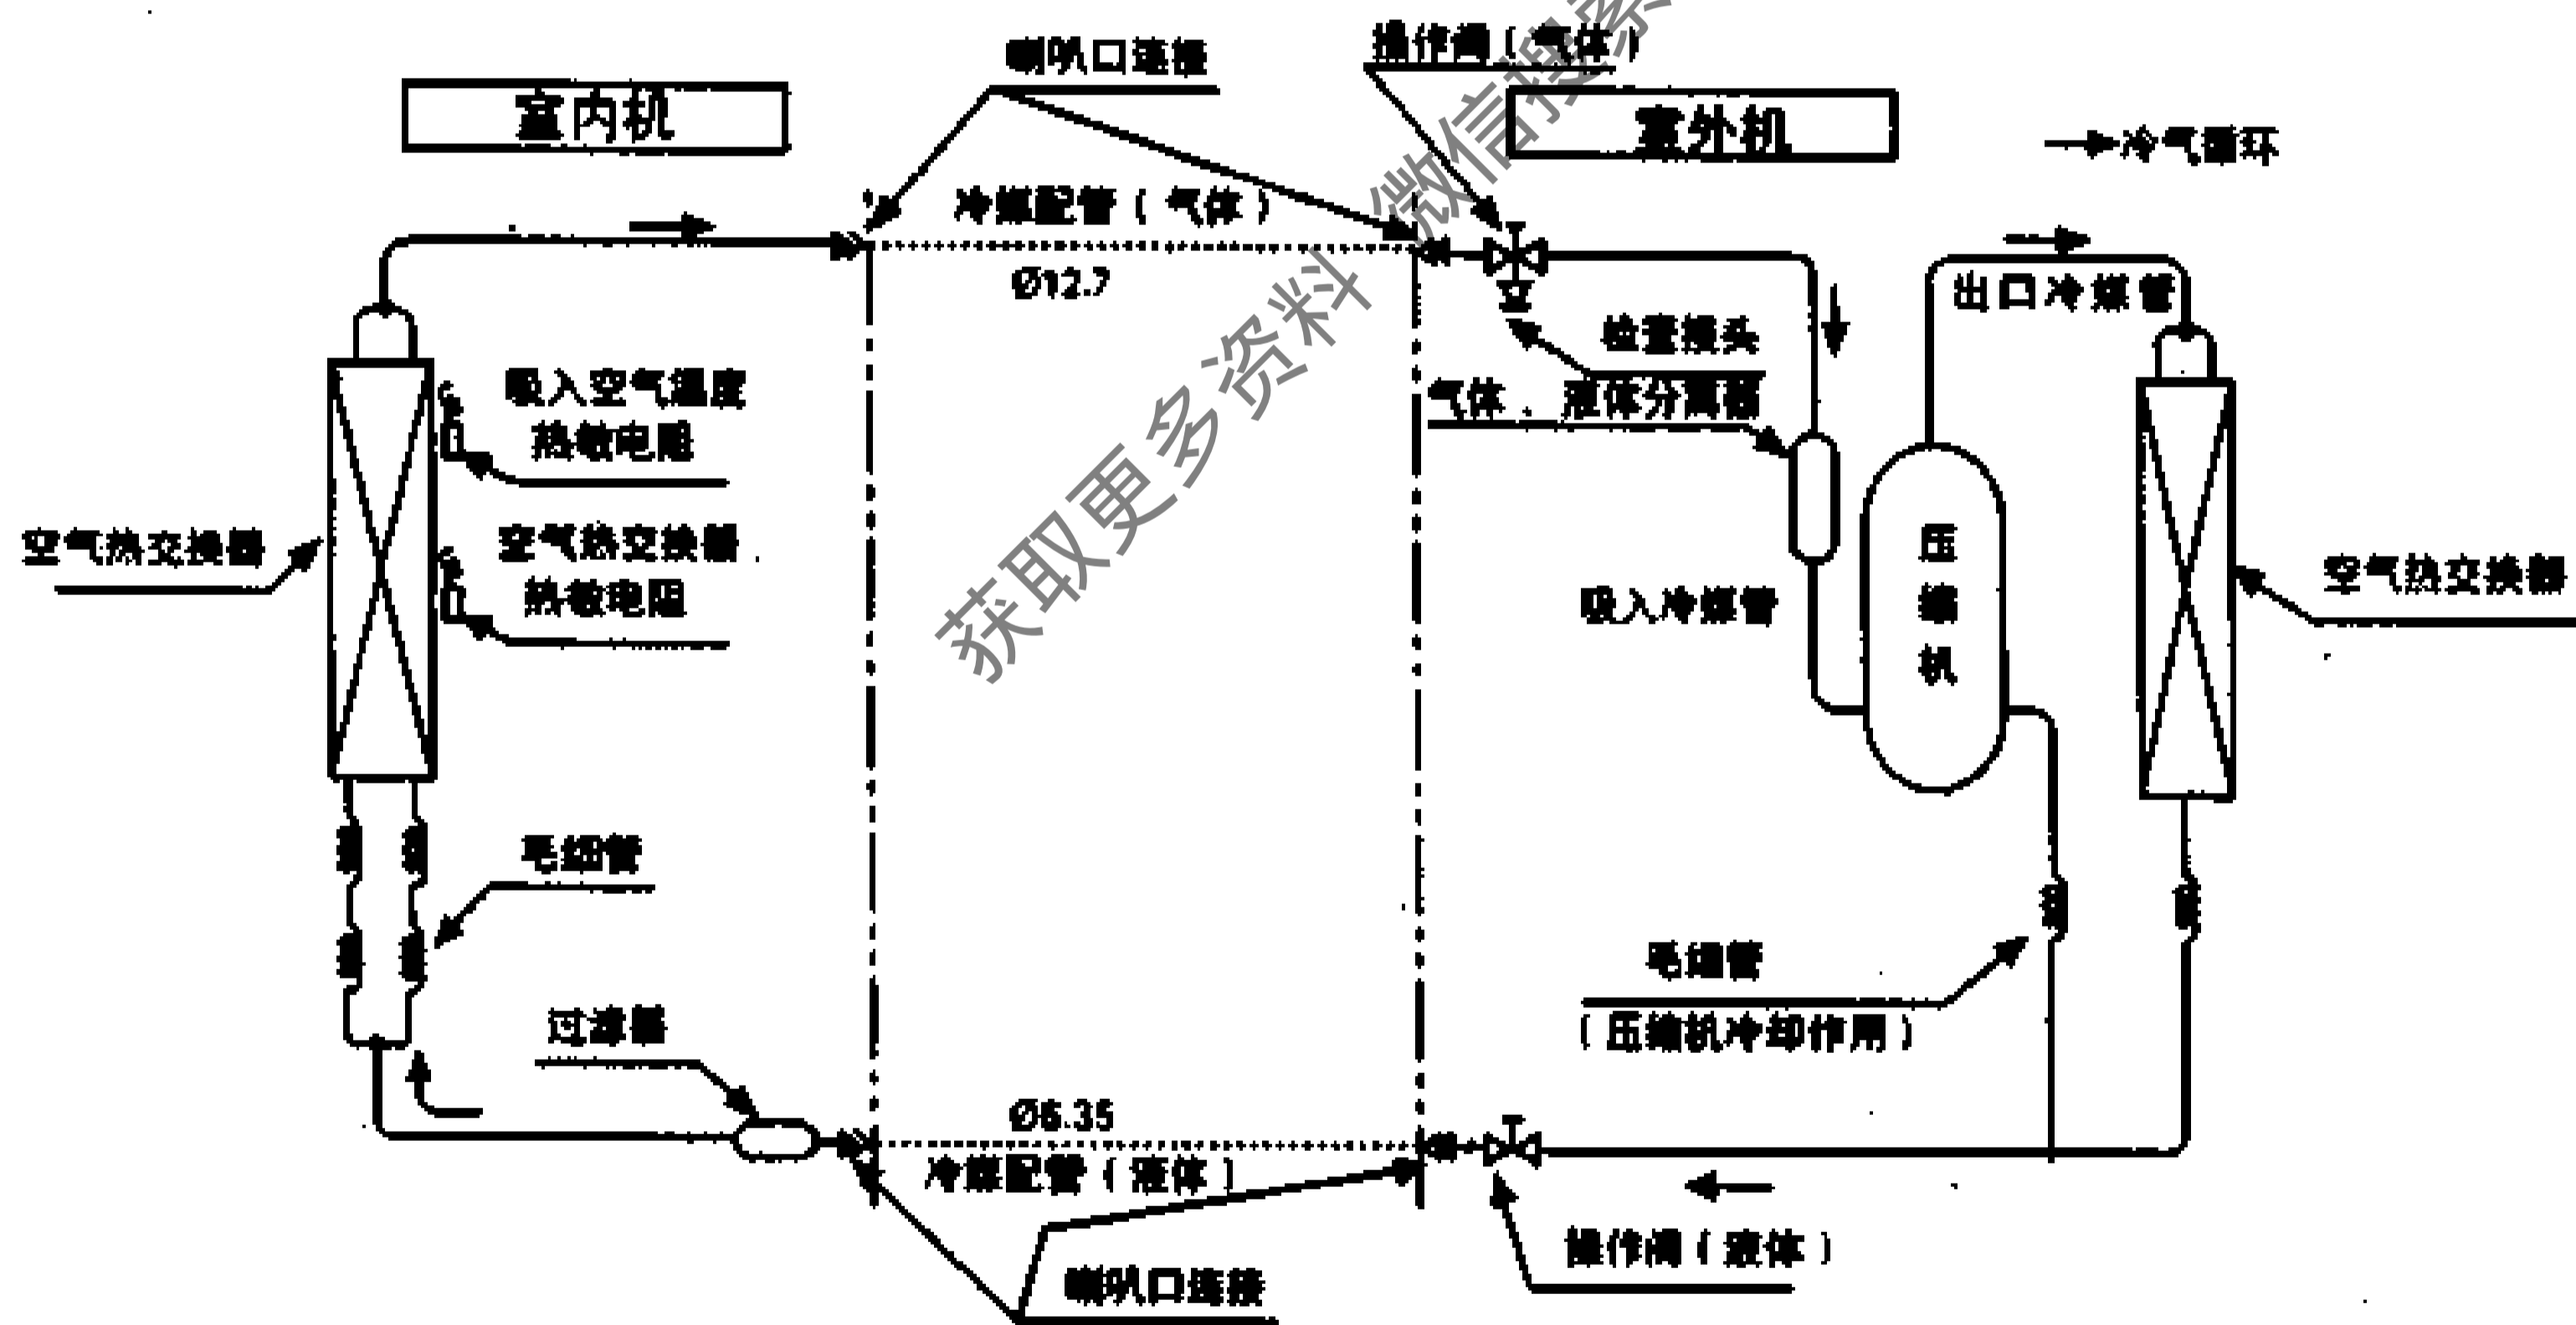 喇叭口连接
操作阀（气体）
室内机
室外机
冷气循环
冷媒配管（气体）
Ø12.7
出口冷媒管
检查接头
气体、液体分离器
吸入空气温度
热敏电阻
空气热交换器
空气热交换器
热敏电阻
压缩机
吸入冷媒管
空气热交换器
毛细管
毛细管
（压缩机冷却作用）
过滤器
Ø6.35
冷媒配管（液体）
操作阀（液体）
喇叭口连接
获取更多资料 微信搜索